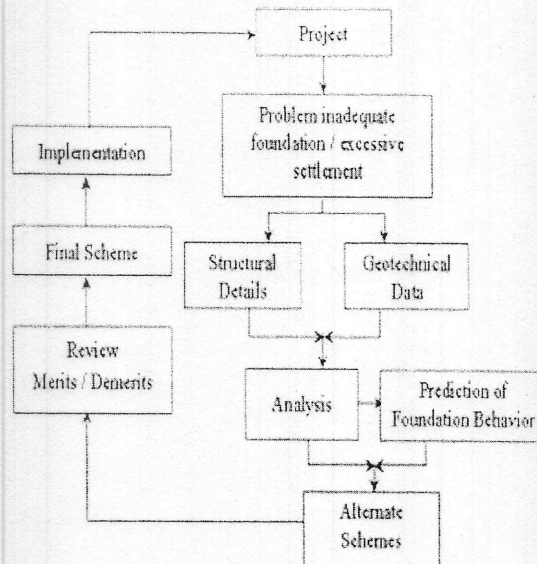 Project
Problem inadequate
foundation / excessive
settlement
Structural
Details
Geotechnical
Data
Analysis
Prediction of
Foundation Behavior
Alternate
Schemes
Review
Merits / Demerits
Final Scheme
Implementation